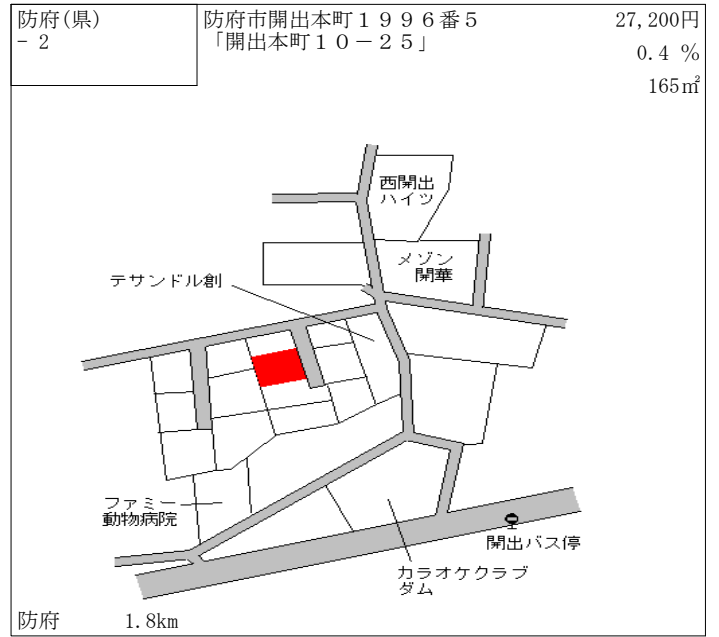 防府(県)
- 2
防府市開出本町１９９６番５
「開出本町１０－２５」
27,200円
0.4 %
165㎡
西開出
ハイツ
メゾン
開華
テサンドル創
ファミー
動物病院
開出バス停
カラオケクラブ
ダム
防府 1.8km